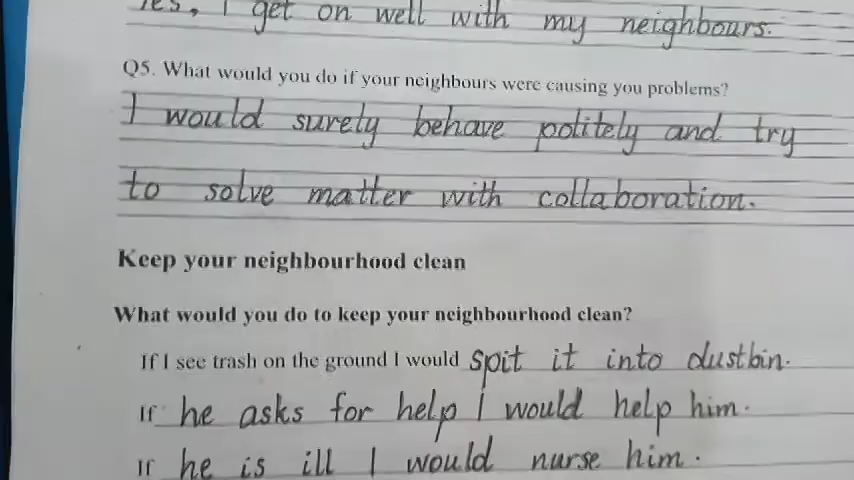 Yes, I get on well with my neighbours.
Q5. What would you do if your neighbours were causing you problems?
I would surely behave politely and try
to solve matter with collaboration.
Keep your neighbourhood clean
What would you do to keep your neighbourhood clean?
If I see trash on the ground I would spit it into dustbin.
If he asks for help I would help him.
If he is ill I would nurse him.